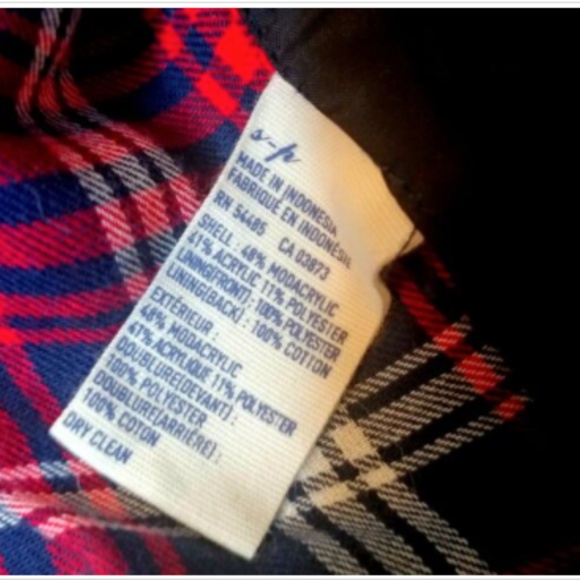 s-p
MADE IN INDONESIA
FABRIQUÉ EN INDONÉSIE
RN 54485 CA 03873
SHELL : 48% MODACRYLIC
41% ACRYLIC 11% POLYESTER
LINING(FRONT) : 100% POLYESTER
LINING(BACK) : 100% COTTON
EXTÉRIEUR :
48% MODACRYLIC
41% ACRYLIQUE 11% POLYESTER
DOUBLURE(DEVANT) :
100% POLYESTER
DOUBLURE(ARRIÈRE) :
100% COTON
DRY CLEAN